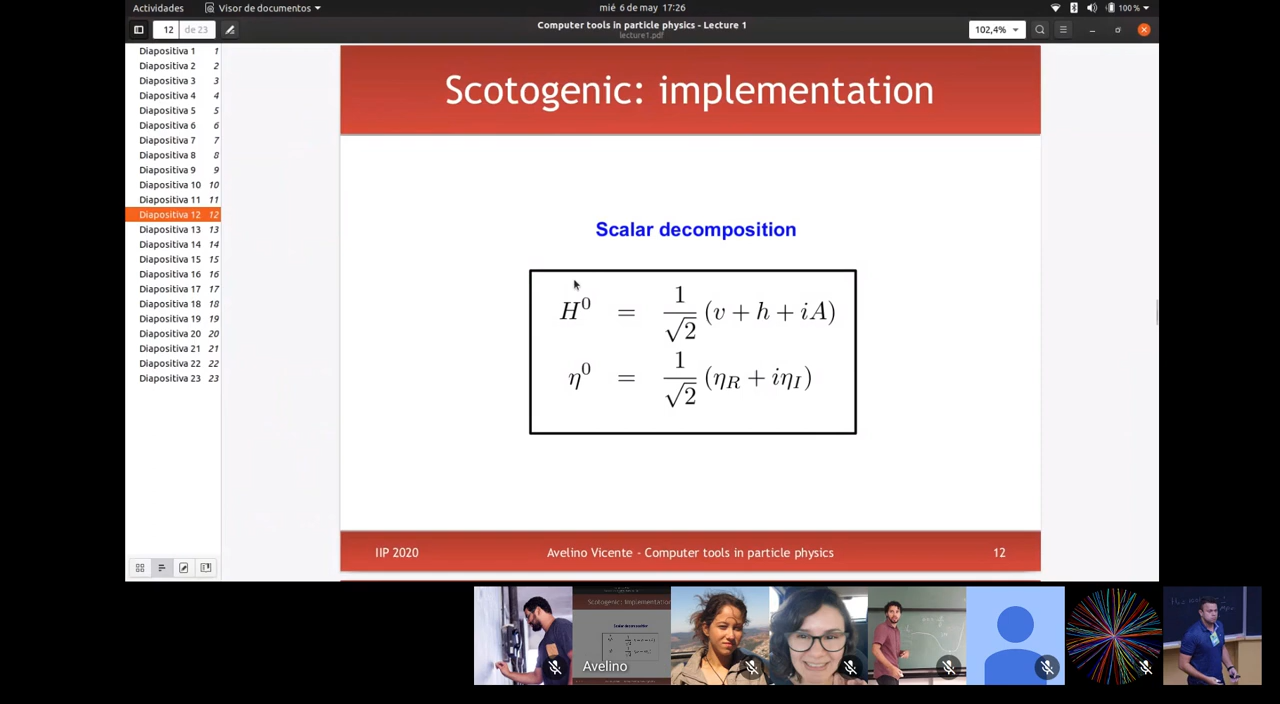 Actividades
Visor de documentos
mié 6 de may 17:26
100 %
12
de 23
Computer tools in particle physics - Lecture 1
lecture1.pdf
102,4%
Diapositiva 1 1
Diapositiva 2 2
Diapositiva 3 3
Diapositiva 4 4
Diapositiva 5 5
Diapositiva 6 6
Diapositiva 7 7
Diapositiva 8 8
Diapositiva 9 9
Diapositiva 10 10
Diapositiva 11 11
Diapositiva 12 12
Diapositiva 13 13
Diapositiva 14 14
Diapositiva 15 15
Diapositiva 16 16
Diapositiva 17 17
Diapositiva 18 18
Diapositiva 19 19
Diapositiva 20 20
Diapositiva 21 21
Diapositiva 22 22
Diapositiva 23 23
Scotogenic: implementation
Scalar decomposition
H⁰ = 1/√2 (v + h + iA)
η⁰ = 1/√2 (η_R + iη_I)
IIP 2020
Avelino Vicente - Computer tools in particle physics
12
Scotogenic: implementation
Scalar decomposition
Avelino